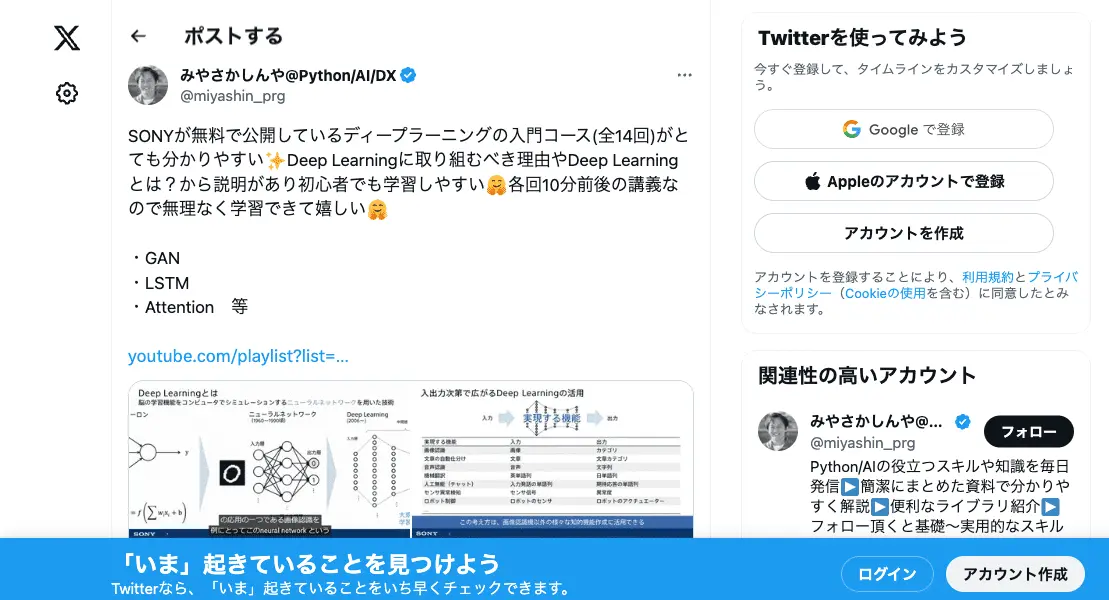 ポストする
みやさかしんや@Python/AI/DX
@miyashin_prg
SONYが無料で公開しているディープラーニングの入門コース(全14回)がと
ても分かりやすい✨Deep Learningに取り組むべき理由やDeep Learning
とは？から説明があり初心者でも学習しやすい🤗各回10分前後の講義な
ので無理なく学習できて嬉しい🤗
・GAN
・LSTM
・Attention　等
youtube.com/playlist?list=...
Deep Learningとは
脳の学習機能をコンピュータでシミュレーションするニューラルネットワークを用いた技術
ーロン
ニューラルネットワーク
(1960〜1990頃)
Deep Learning
(2006〜)
入力層
出力層
入力層
中間層
y
= f(∑wᵢxᵢ + b)
の応用の一つである画像認識を
例にとってこのneural network という
SONY
入出力次第で広がるDeep Learningの活用
入力
実現する機能
出力
実現する機能 入力 出力
画像認識 画像 カテゴリ
文章の自動仕分け 文章 文章カテゴリ
音声認識 音声 文字列
機械翻訳 英単語列 日単語列
人工無能（チャット） 入力発話の単語列 期待応答の単語列
センサ異常検知 センサ信号 異常度
ロボット制御 ロボットのセンサ ロボットのアクチュエーター
この考え方は、画像認識機以外の様々な知的機能作成に活用できる
SONY
Twitterを使ってみよう
今すぐ登録して、タイムラインをカスタマイズしましょ
う。
Google で登録
Appleのアカウントで登録
アカウントを作成
アカウントを登録することにより、利用規約とプライバ
シーポリシー（Cookieの使用を含む）に同意したとみ
なされます。
関連性の高いアカウント
みやさかしんや@...
@miyashin_prg
フォロー
Python/AIの役立つスキルや知識を毎日
発信▶️簡潔にまとめた資料で分かりや
すく解説▶️便利なライブラリ紹介▶️
フォロー頂くと基礎〜実用的なスキル
「いま」起きていることを見つけよう
Twitterなら、「いま」起きていることをいち早くチェックできます。
ログイン
アカウント作成